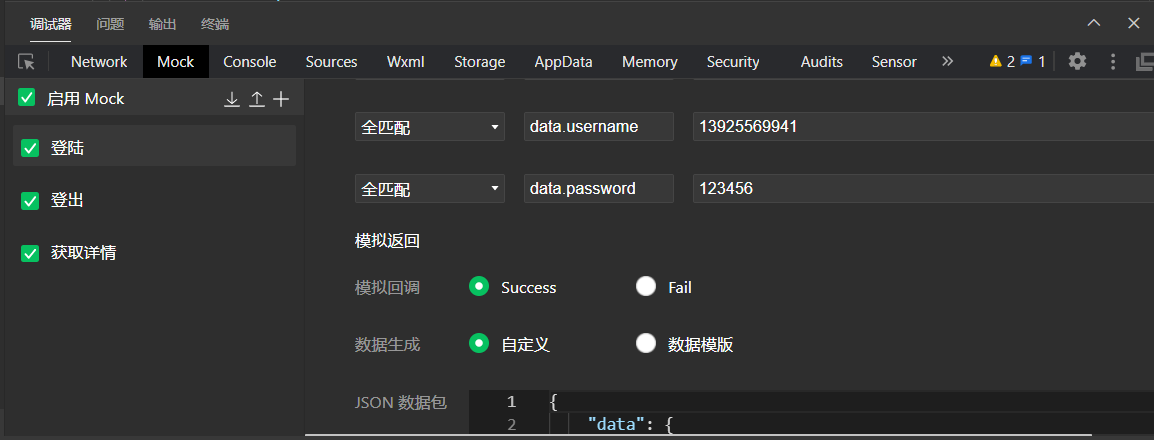 调试器 问题 输出 终端
Network Mock Console Sources Wxml Storage AppData Memory Security Audits Sensor » 2 1
启用 Mock
登陆
登出
获取详情
全匹配 data.username 13925569941
全匹配 data.password 123456
模拟返回
模拟回调 Success Fail
数据生成 自定义 数据模版
JSON 数据包 1 {
2 "data": {